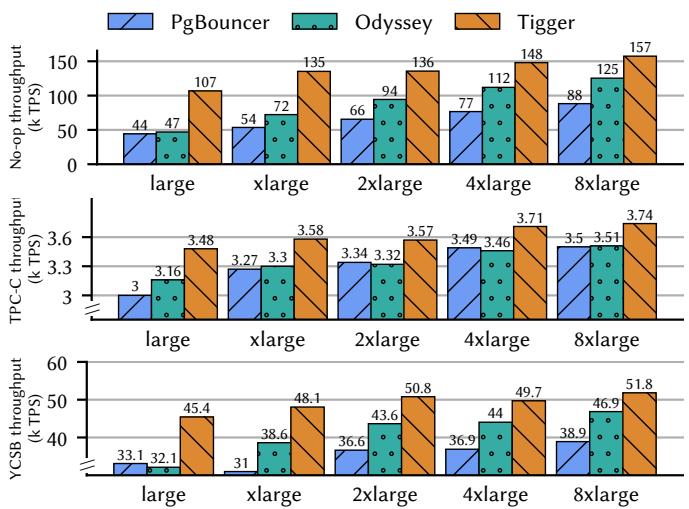 PgBouncer Odyssey Tigger
No-op throughput
(k TPS)
150
100
50
0
44 47 107
54 72 135
66 94 136
77 112 148
88 125 157
large xlarge 2xlarge 4xlarge 8xlarge
TPC-C throughpu
(k TPS)
3.6
3.3
3
3 3.16 3.48
3.27 3.3 3.58
3.34 3.32 3.57
3.49 3.46 3.71
3.5 3.51 3.74
large xlarge 2xlarge 4xlarge 8xlarge
YCSB throughput
(k TPS)
60
50
40
33.1 32.1 45.4
31 38.6 48.1
36.6 43.6 50.8
36.9 44 49.7
38.9 46.9 51.8
large xlarge 2xlarge 4xlarge 8xlarge